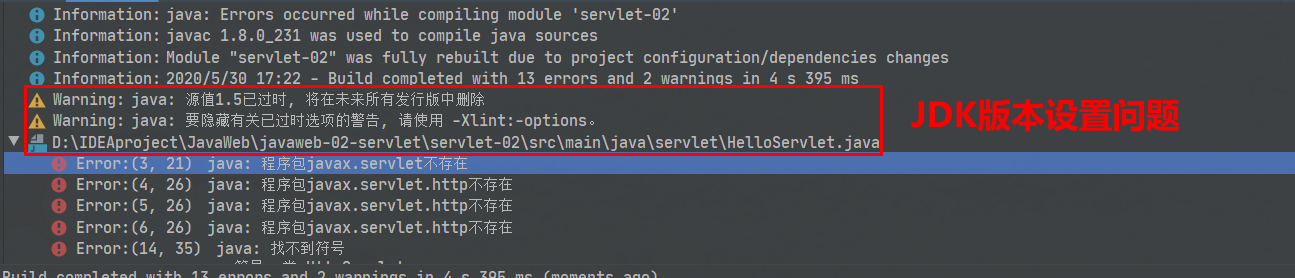 Information: java: Errors occurred while compiling module 'servlet-02'
Information: javac 1.8.0_231 was used to compile java sources
Information: Module "servlet-02" was fully rebuilt due to project configuration/dependencies changes
Information: 2020/5/30 17:22 - Build completed with 13 errors and 2 warnings in 4 s 395 ms
Warning: java: 源值1.5已过时, 将在未来所有发行版中删除
Warning: java: 要隐藏有关已过时选项的警告, 请使用 -Xlint:-options。
JDK版本设置问题
D:\IDEAproject\JavaWeb\javaweb-02-servlet\servlet-02\src\main\java\servlet\HelloServlet.java
Error:(3, 21) java: 程序包javax.servlet不存在
Error:(4, 26) java: 程序包javax.servlet.http不存在
Error:(5, 26) java: 程序包javax.servlet.http不存在
Error:(6, 26) java: 程序包javax.servlet.http不存在
Error:(14, 35) java: 找不到符号
Build completed with 13 errors and 2 warnings in 4 s 395 ms (moments ago)